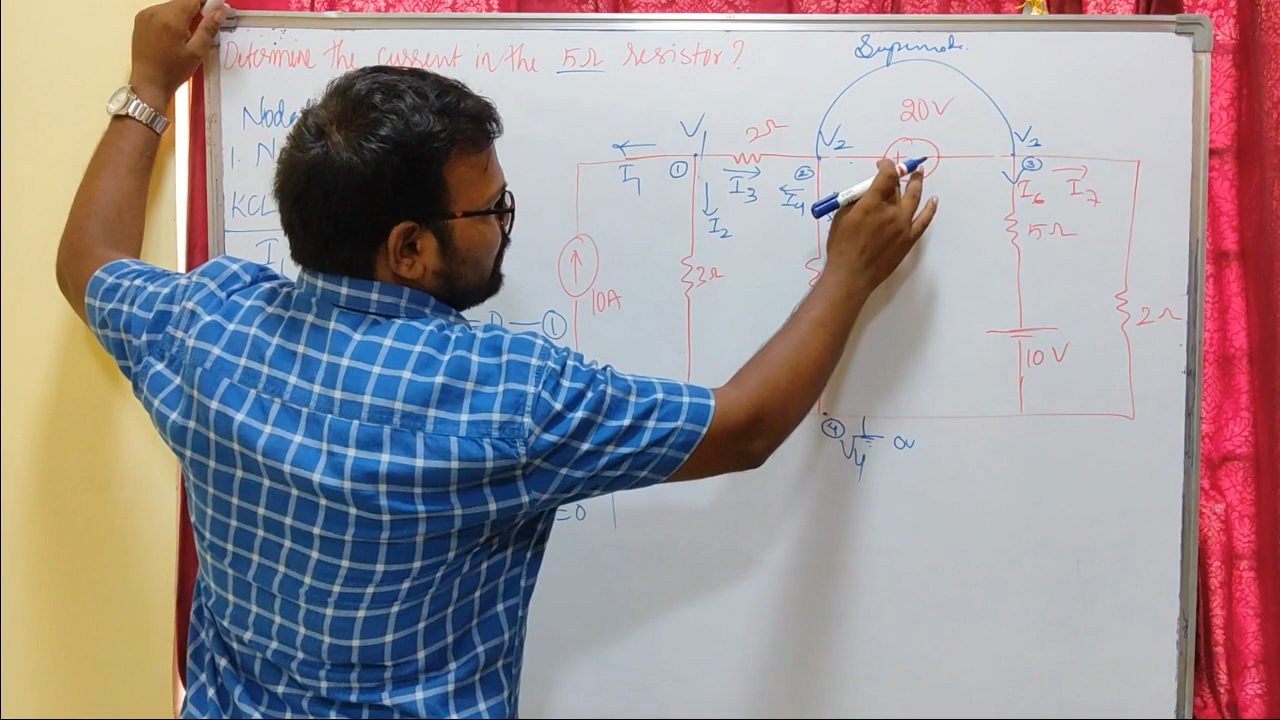 Determine the current in the 5Ω resistor?
Supernode
KCL
V1
2Ω
V2
20V
V3
I1
①
I3
②
I4
③
I6
I7
I2
5Ω
3Ω
10A
2Ω
①
10V
④
V4
0V
=0